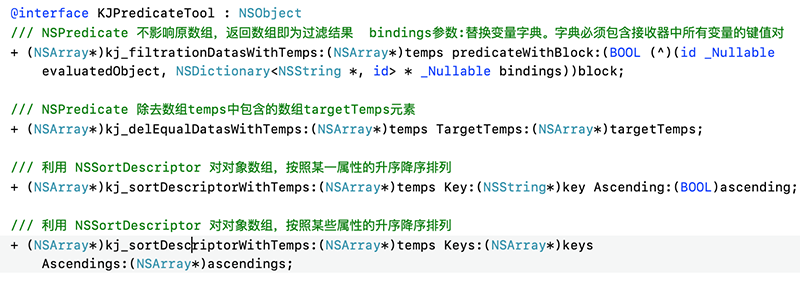 @interface KJPredicateTool : NSObject
/// NSPredicate 不影响原数组，返回数组即为过滤结果  bindings参数:替换变量字典。字典必须包含接收器中所有变量的键值对
+ (NSArray*)kj_filtrationDatasWithTemps:(NSArray*)temps predicateWithBlock:(BOOL (^)(id _Nullable
evaluatedObject, NSDictionary<NSString *, id> * _Nullable bindings))block;
/// NSPredicate 除去数组temps中包含的数组targetTemps元素
+ (NSArray*)kj_delEqualDatasWithTemps:(NSArray*)temps TargetTemps:(NSArray*)targetTemps;
/// 利用 NSSortDescriptor 对对象数组，按照某一属性的升序降序排列
+ (NSArray*)kj_sortDescriptorWithTemps:(NSArray*)temps Key:(NSString*)key Ascending:(BOOL)ascending;
/// 利用 NSSortDescriptor 对对象数组，按照某些属性的升序降序排列
+ (NSArray*)kj_sortDescriptorWithTemps:(NSArray*)temps Keys:(NSArray*)keys
Ascendings:(NSArray*)ascendings;